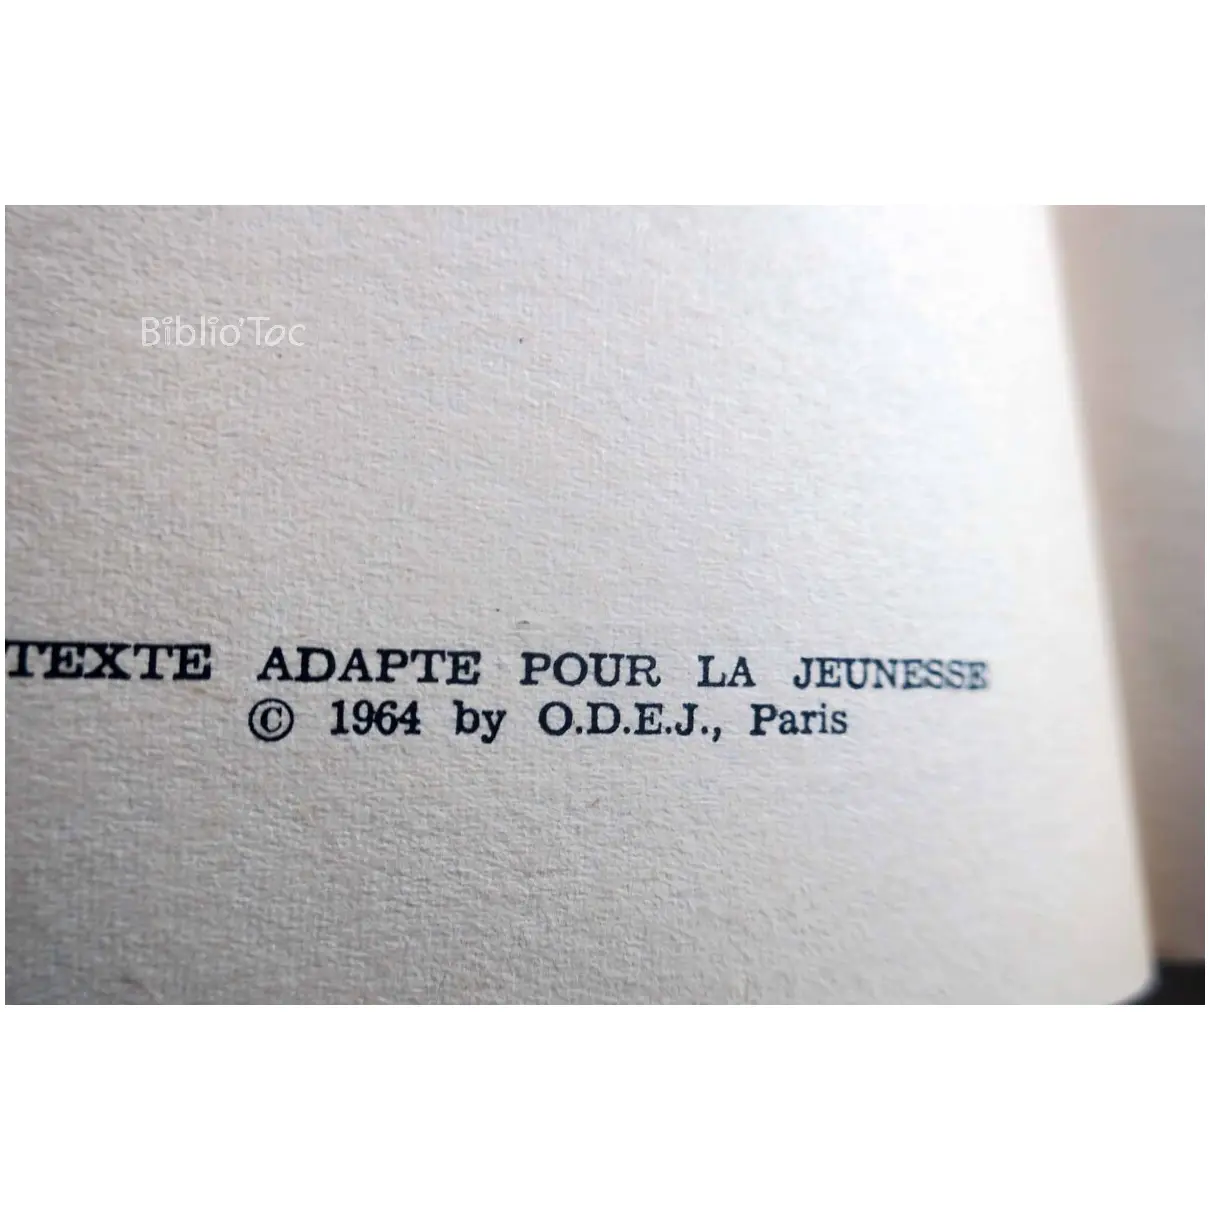 Biblio'Toc
TEXTE ADAPTE POUR LA JEUNESSE
© 1964 by O.D.E.J., Paris